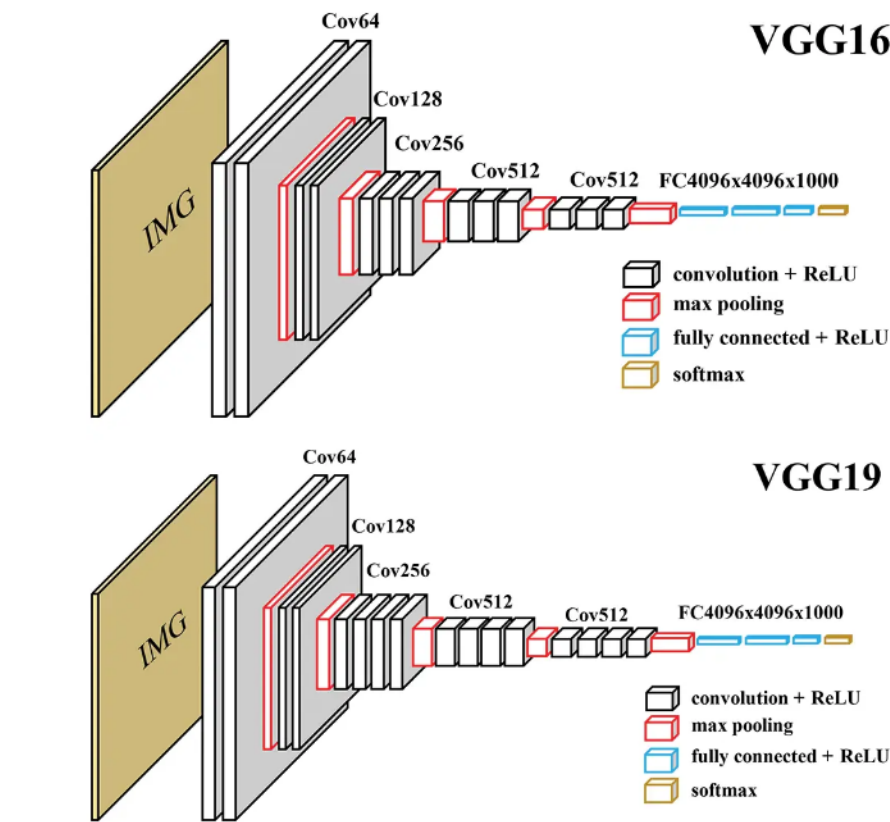 VGG16
Cov64
Cov128
Cov256
Cov512
Cov512
FC4096x4096x1000
IMG
convolution + ReLU
max pooling
fully connected + ReLU
softmax
VGG19
Cov64
Cov128
Cov256
Cov512
Cov512
FC4096x4096x1000
IMG
convolution + ReLU
max pooling
fully connected + ReLU
softmax